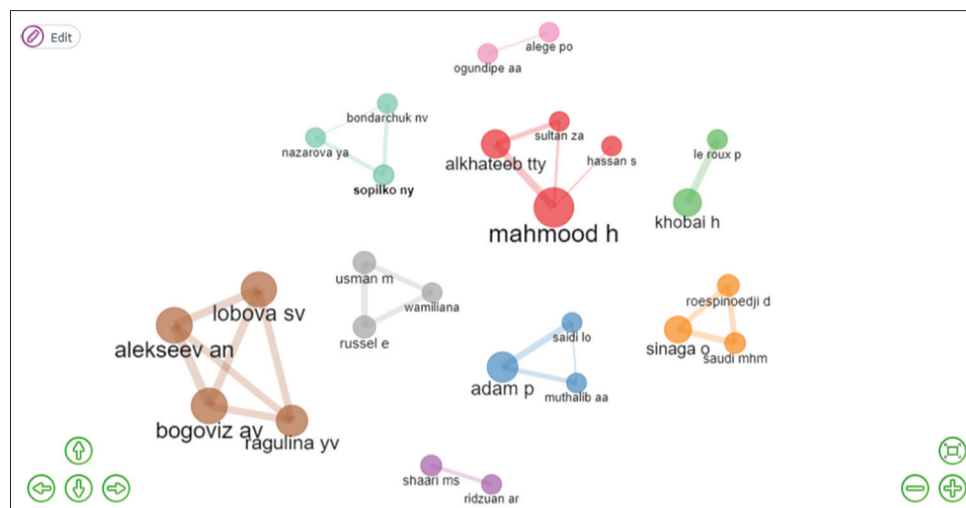 Edit
alege po
ogundipe aa
bondarchuk nv
nazarova ya
sopilko ny
sultan za
alkhateeb tty
hassan s
mahmood h
le roux p
khobai h
usman m
wamiliana
russel e
lobova sv
alekseev an
bogoviz av
ragulina yv
saidi lo
adam p
muthalib aa
roespinoedji d
sinaga o
saudi mhm
shaari ms
ridzuan ar